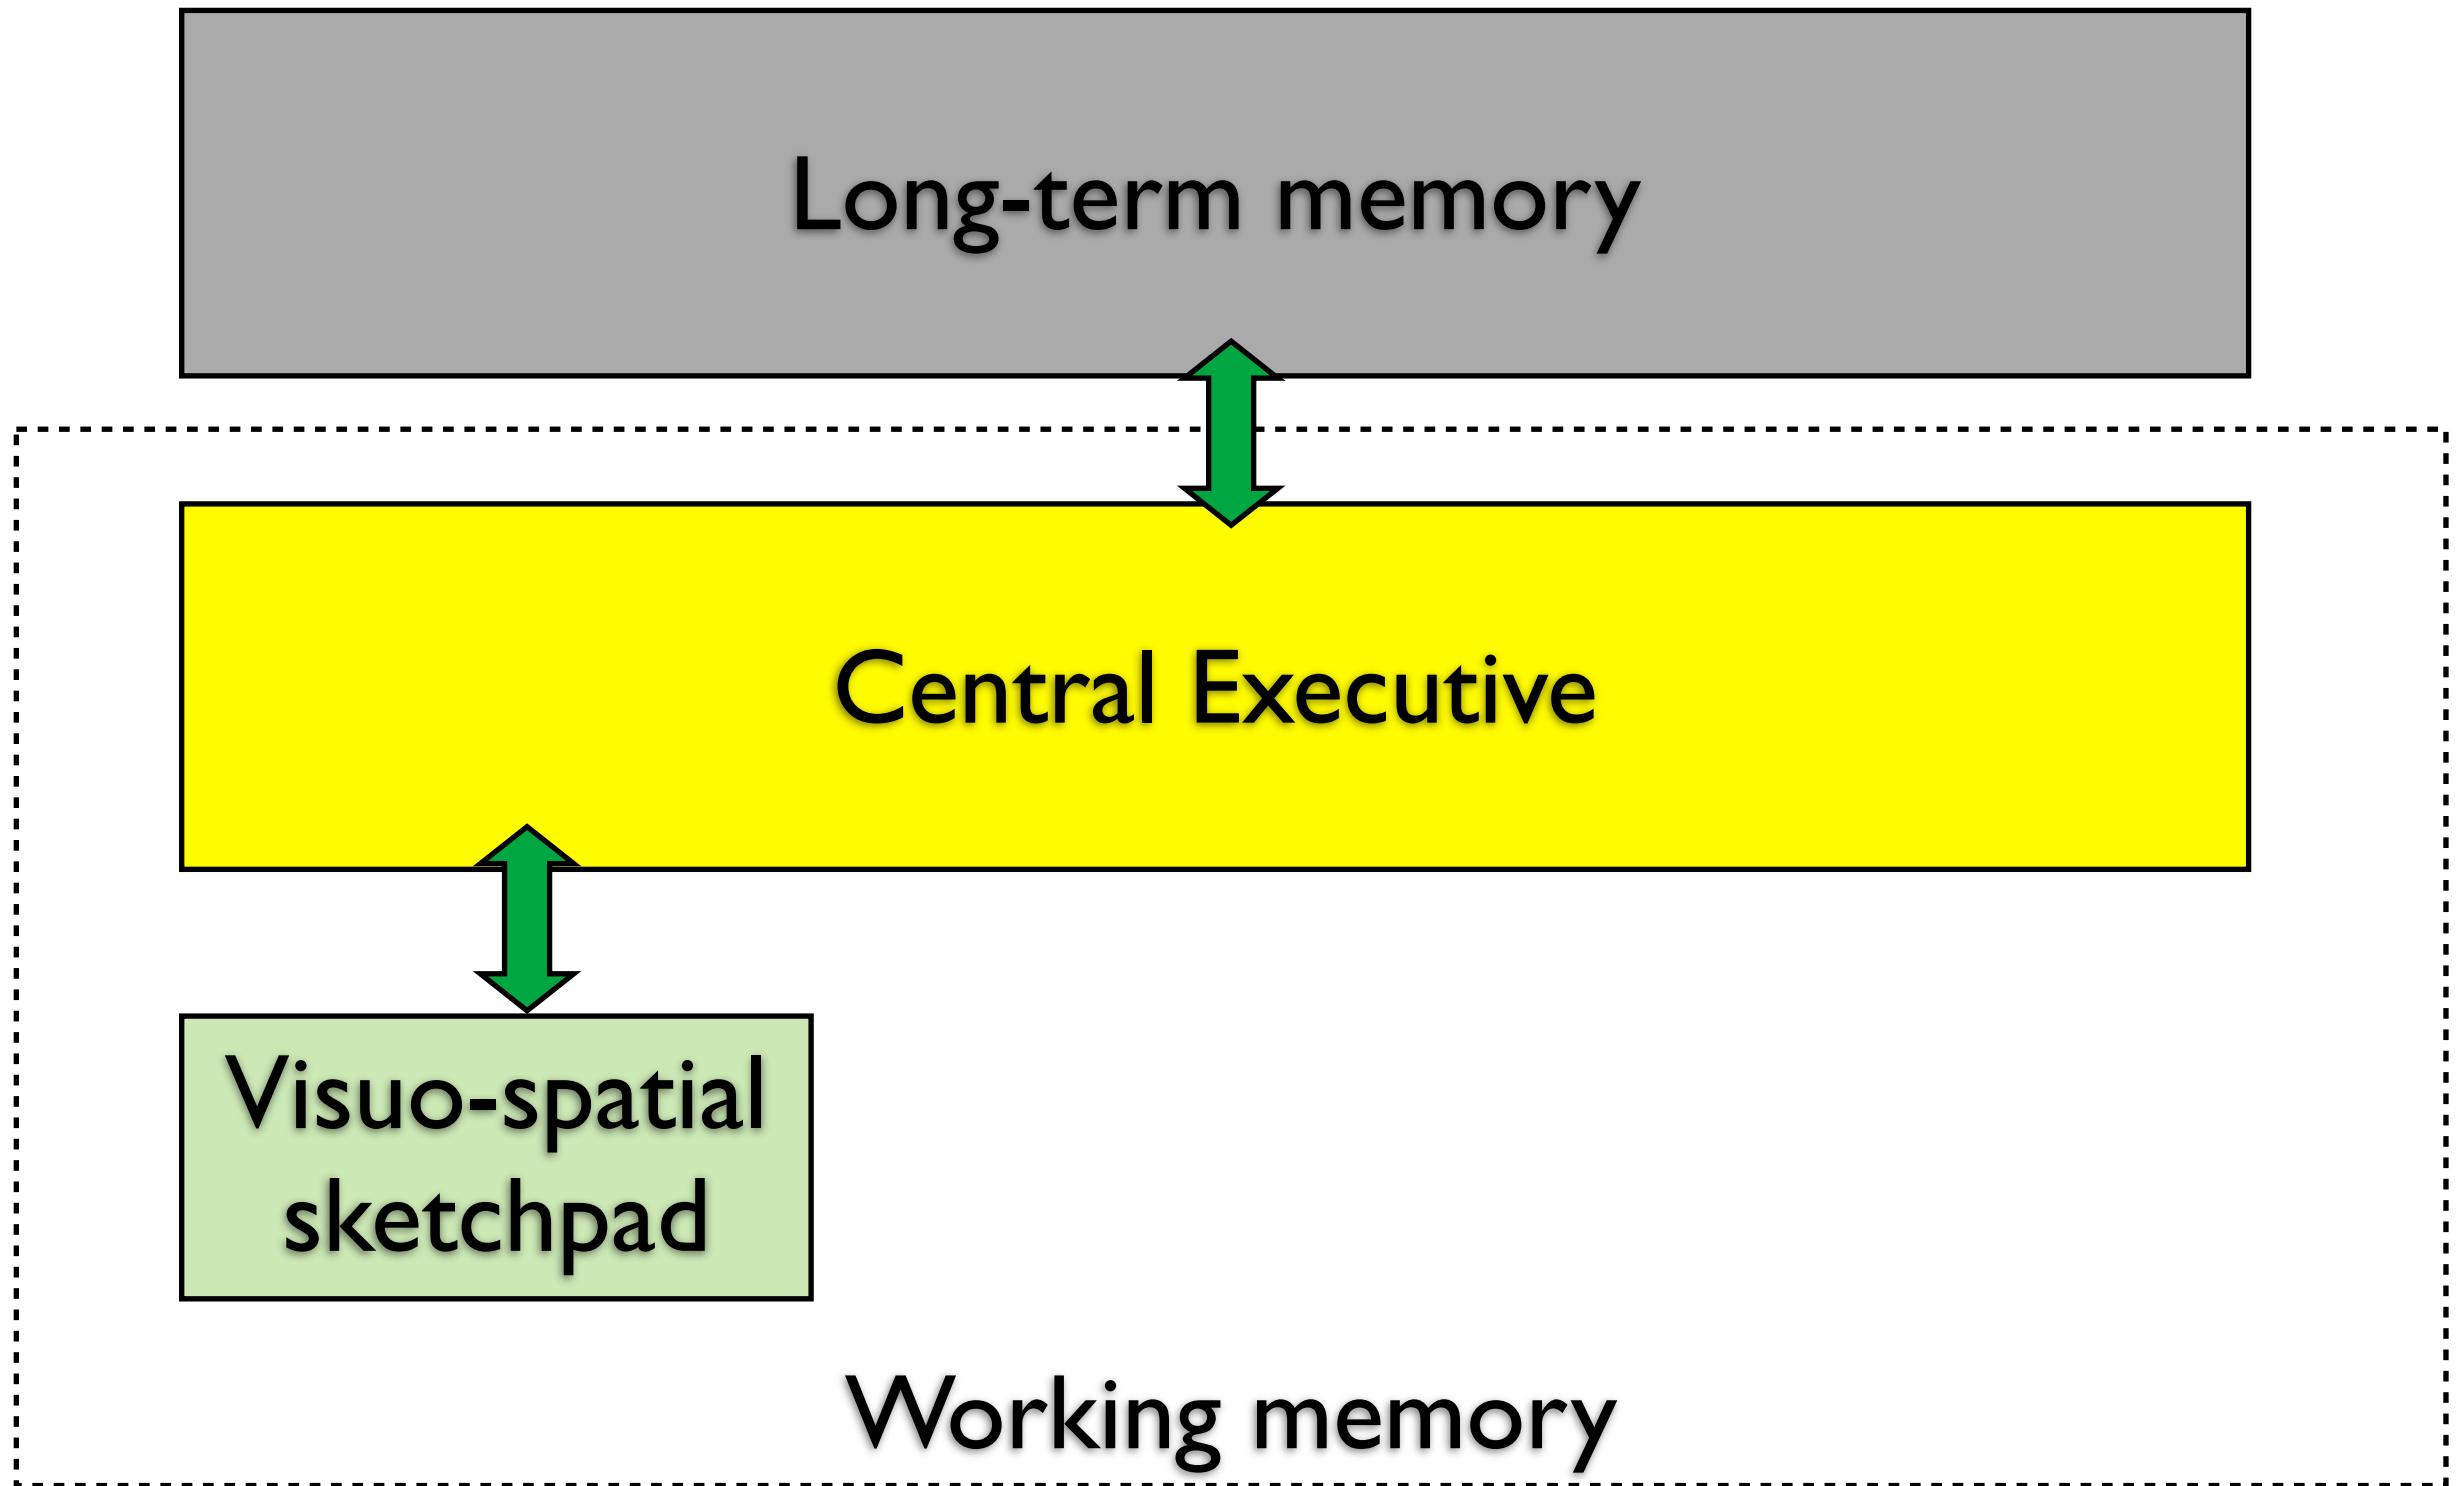 Long-term memory
Central Executive
Visuo-spatial
sketchpad
Working memory